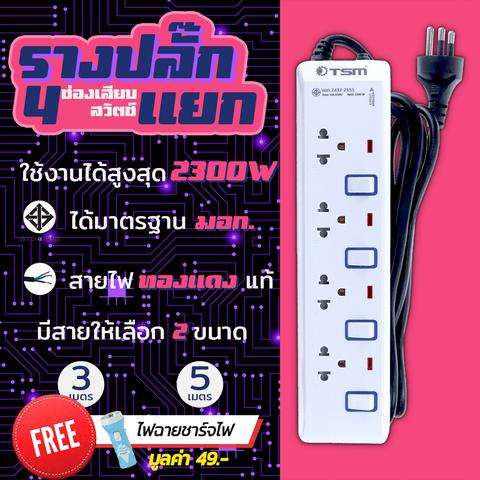 รางปลั๊ก
4 ช่องเสียบ
สวิตซ์ แยก
ใช้งานได้สูงสุด 2300W
ได้มาตรฐาน มอก.
สายไฟ ทองแดง แท้
มีสายให้เลือก 2 ขนาด
3 เมตร
5 เมตร
FREE
ไฟฉายชาร์จไฟ
มูลค่า 49.-
TSM
มอก.2432-2555